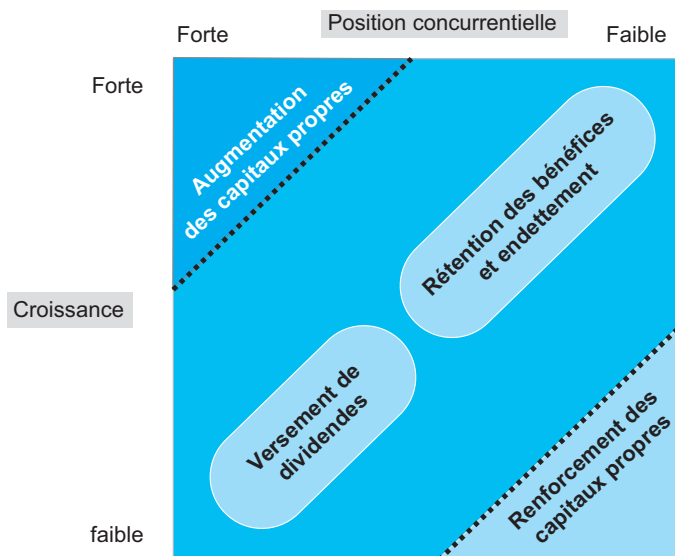 Position concurrentielle
Forte
Faible
Forte
Augmentation
des capitaux propres
Rétention des bénéfices
et endettement
Croissance
Versement de
dividendes
Renforcement des
capitaux propres
faible